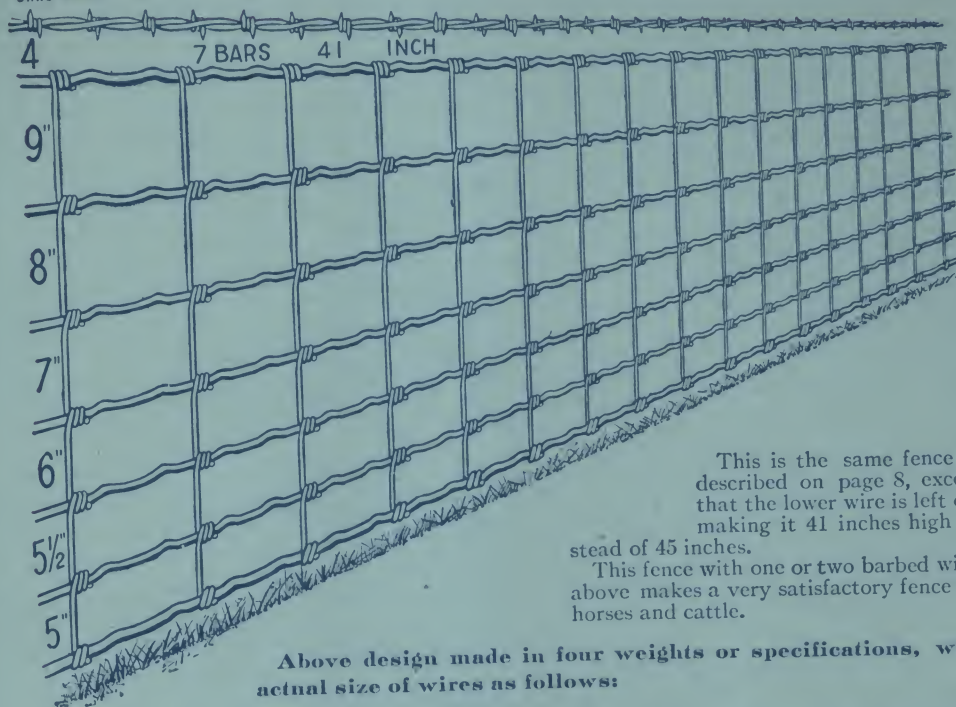 4
7 BARS 41 INCH
9"
8"
7"
6"
5½"
5"
This is the same fence
described on page 8,
that the lower wire is left
making it 41 inches high
stead of 45 inches.
This fence with one or two barbed
above makes a very satisfactory fence
horses and cattle.
Above design made in four weights or specifications,
actual size of wires as follows: